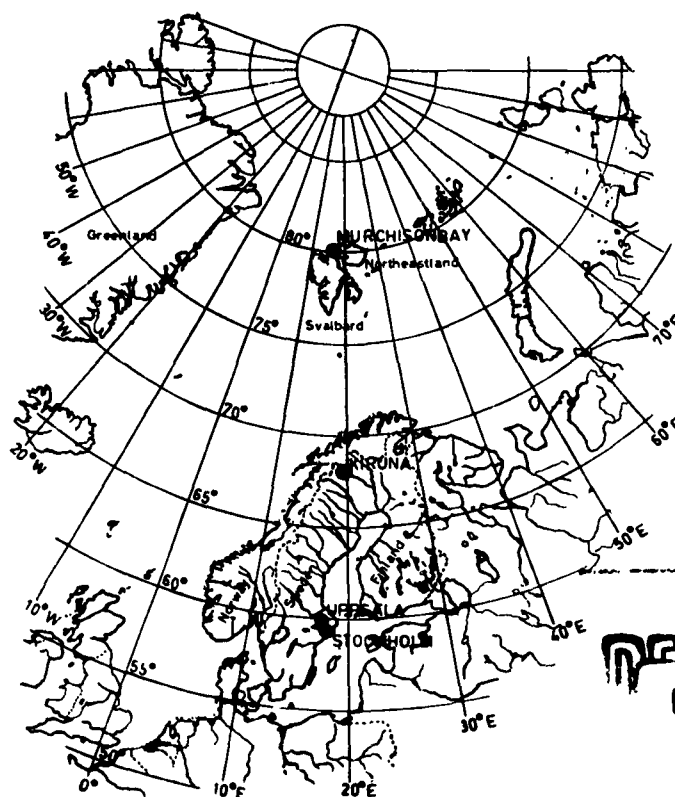 50°W
40°W
Greenland
30°W
20°W
80°
MURCHISONBAY
Northeastland
Svalbard
75°
70°
70°E
60°E
KIRUNA
65°
50°E
60°
Norway
Sweden
Finland
UPPSALA
STOCKHOLM
40°E
10°W
55°
30°E
50°
0°
10°E
20°E